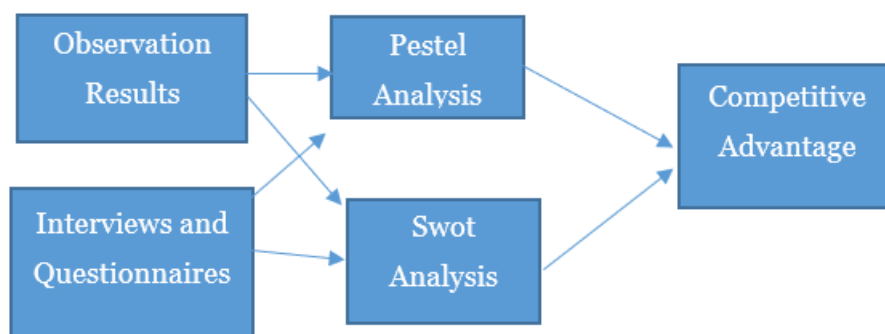 Observation
Results
Pestel
Analysis
Competitive
Advantage
Interviews and
Questionnaires
Swot
Analysis